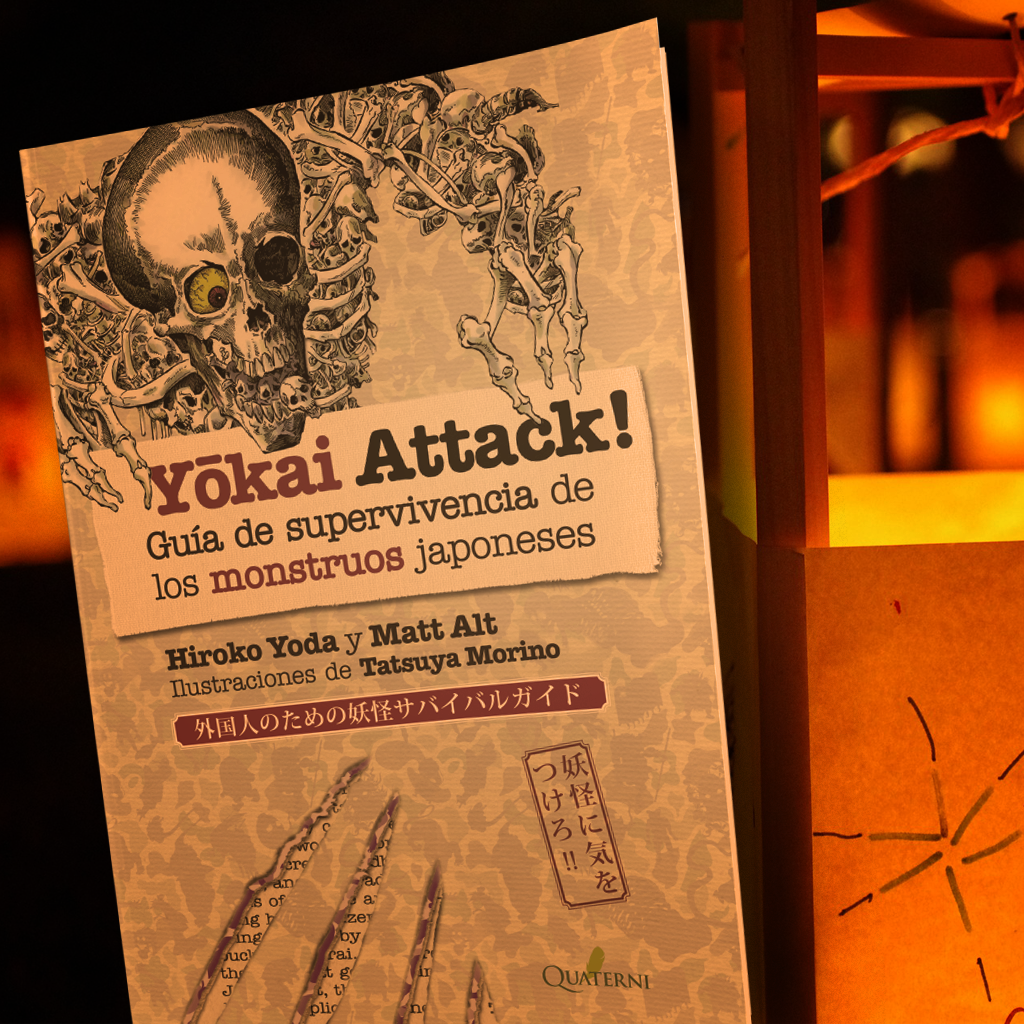 Yōkai Attack!
Guía de supervivencia de
los monstruos japoneses
Hiroko Yoda y Matt Alt
Ilustraciones de Tatsuya Morino
外国人のための妖怪サバイバルガイド
妖怪に気を
つけろ!!
QUATERNI